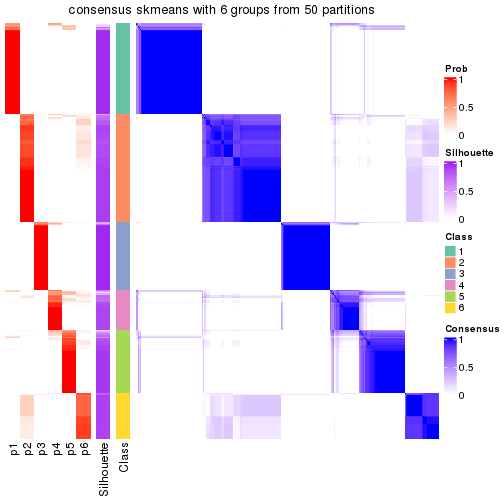 consensus skmeans with 6 groups from 50 partitions
Prob
1
0.5
0
Silhouette
1
0.5
0
Class
1
2
3
4
5
6
Consensus
1
0.5
0
p1
p2
p3
p4
p5
p6
Silhouette
Class